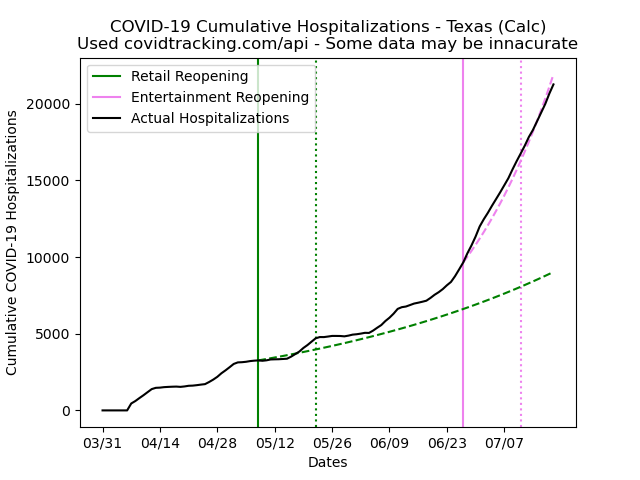 COVID-19 Cumulative Hospitalizations - Texas (Calc)
Used covidtracking.com/api - Some data may be innacurate
Retail Reopening
Entertainment Reopening
Actual Hospitalizations
Cumulative COVID-19 Hospitalizations
20000
15000
10000
5000
0
03/31 04/14 04/28 05/12 05/26 06/09 06/23 07/07
Dates